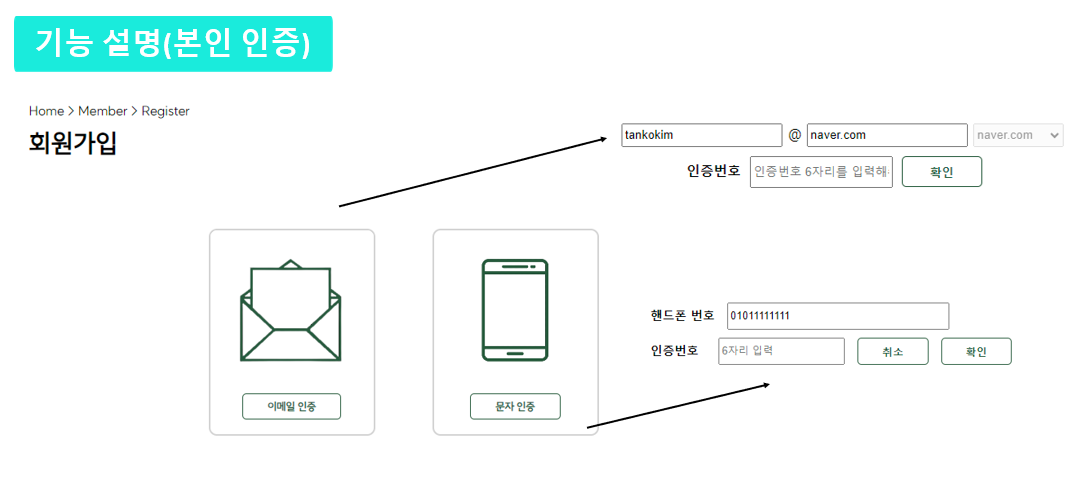 기능 설명(본인 인증)
Home > Member > Register
회원가입
tankokim @ naver.com naver.com
인증번호 인증번호 6자리를 입력해 확인
핸드폰 번호 01011111111
인증번호 6자리 입력 취소 확인
이메일 인증 문자 인증